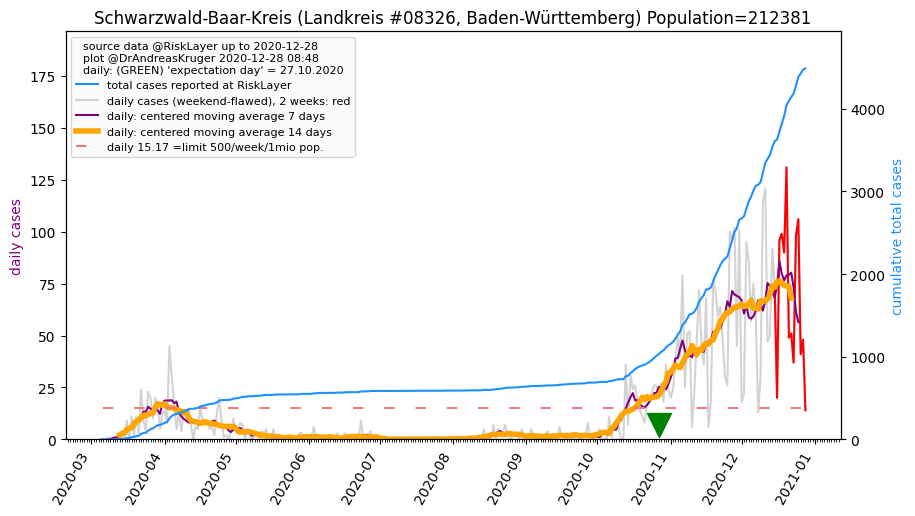 Schwarzwald-Baar-Kreis (Landkreis #08326, Baden-Württemberg) Population=212381
source data @RiskLayer up to 2020-12-28
plot @DrAndreasKruger 2020-12-28 08:48
daily: (GREEN) 'expectation day' = 27.10.2020
total cases reported at RiskLayer
daily cases (weekend-flawed), 2 weeks: red
daily: centered moving average 7 days
daily: centered moving average 14 days
daily 15.17 =limit 500/week/1mio pop.
daily cases
175
150
125
100
75
50
25
0
cumulative total cases
4000
3000
2000
1000
0
2020-03
2020-04
2020-05
2020-06
2020-07
2020-08
2020-09
2020-10
2020-11
2020-12
2021-01